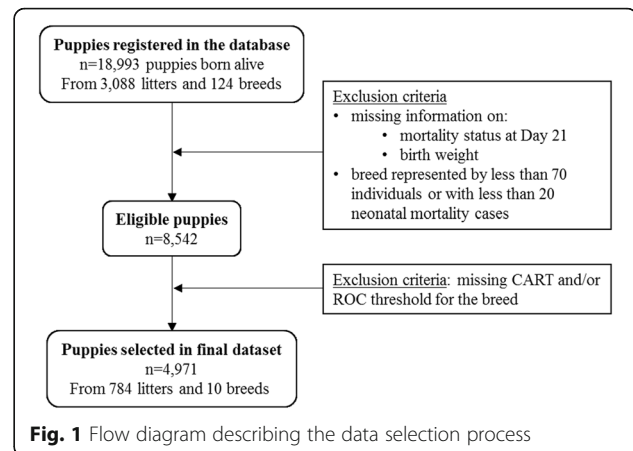 Puppies registered in the database
n=18,993 puppies born alive
From 3,088 litters and 124 breeds
Exclusion criteria
• missing information on:
• mortality status at Day 21
• birth weight
• breed represented by less than 70
individuals or with less than 20
neonatal mortality cases
Eligible puppies
n=8,542
Exclusion criteria: missing CART and/or
ROC threshold for the breed
Puppies selected in final dataset
n=4,971
From 784 litters and 10 breeds
Fig. 1 Flow diagram describing the data selection process